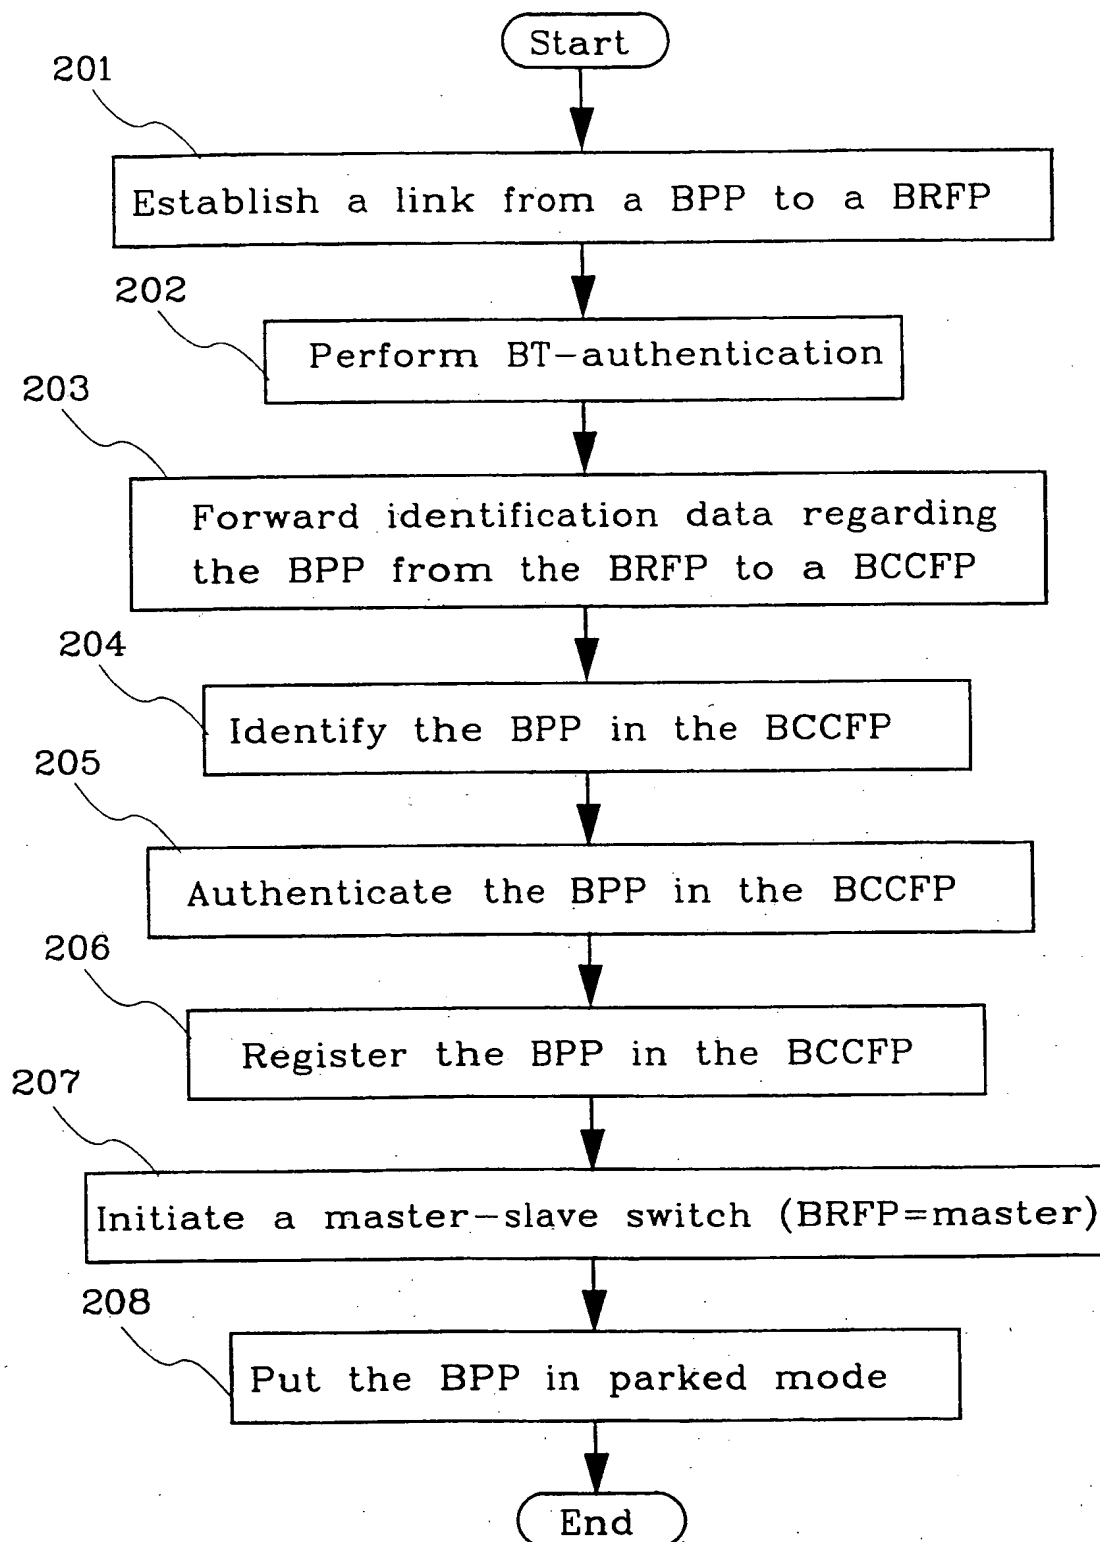 Start
201
Establish a link from a BPP to a BRFP
202
Perform BT-authentication
203
Forward identification data regarding
the BPP from the BRFP to a BCCFP
204
Identify the BPP in the BCCFP
205
Authenticate the BPP in the BCCFP
206
Register the BPP in the BCCFP
207
Initiate a master-slave switch (BRFP=master)
208
Put the BPP in parked mode
End